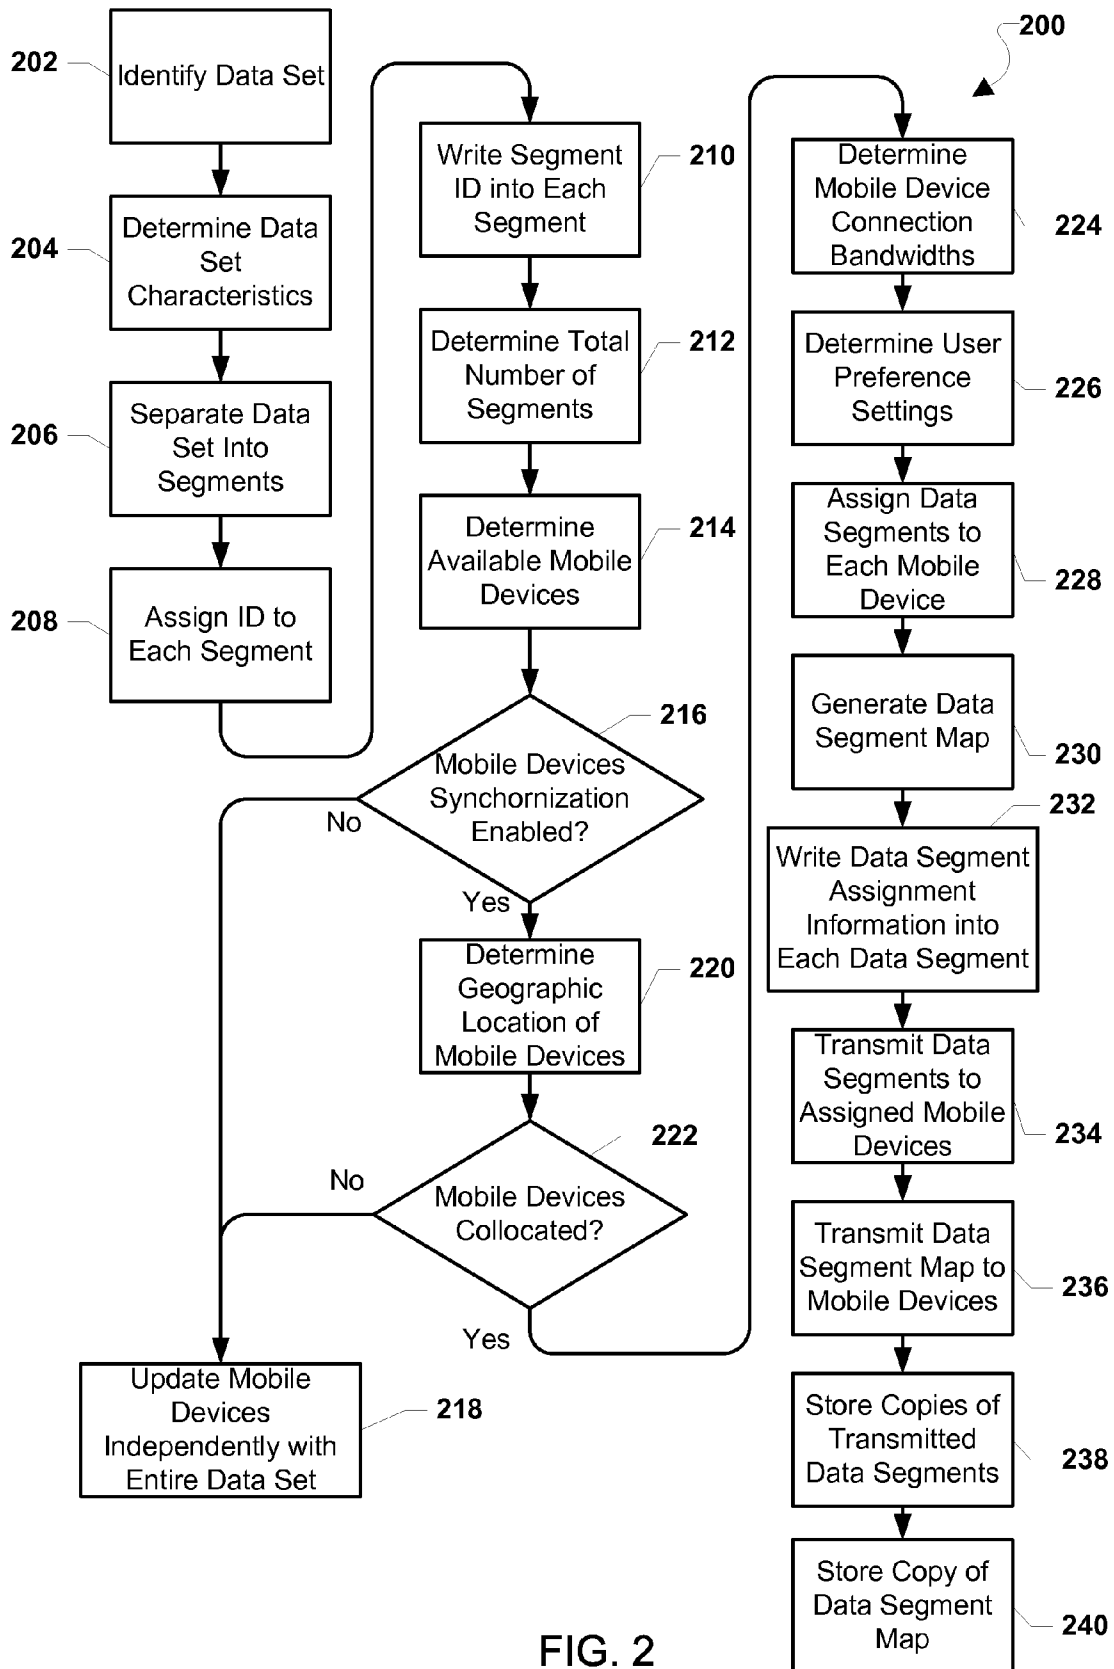 200
202
Identify Data Set
204
Determine Data
Set
Characteristics
206
Separate Data
Set Into
Segments
208
Assign ID to
Each Segment
Write Segment
ID into Each
Segment
210
Determine Total
Number of
Segments
212
Determine
Available Mobile
Devices
214
216
Mobile Devices
Synchornization
Enabled?
No
Yes
Determine
Geographic
Location of
Mobile Devices
220
222
Mobile Devices
Collocated?
No
Yes
Update Mobile
Devices
Independently with
Entire Data Set
218
Determine
Mobile Device
Connection
Bandwidths
224
Determine User
Preference
Settings
226
Assign Data
Segments to
Each Mobile
Device
228
Generate Data
Segment Map
230
232
Write Data Segment
Assignment
Information into
Each Data Segment
Transmit Data
Segments to
Assigned Mobile
Devices
234
Transmit Data
Segment Map to
Mobile Devices
236
Store Copies of
Transmitted
Data Segments
238
Store Copy of
Data Segment
Map
240
FIG. 2